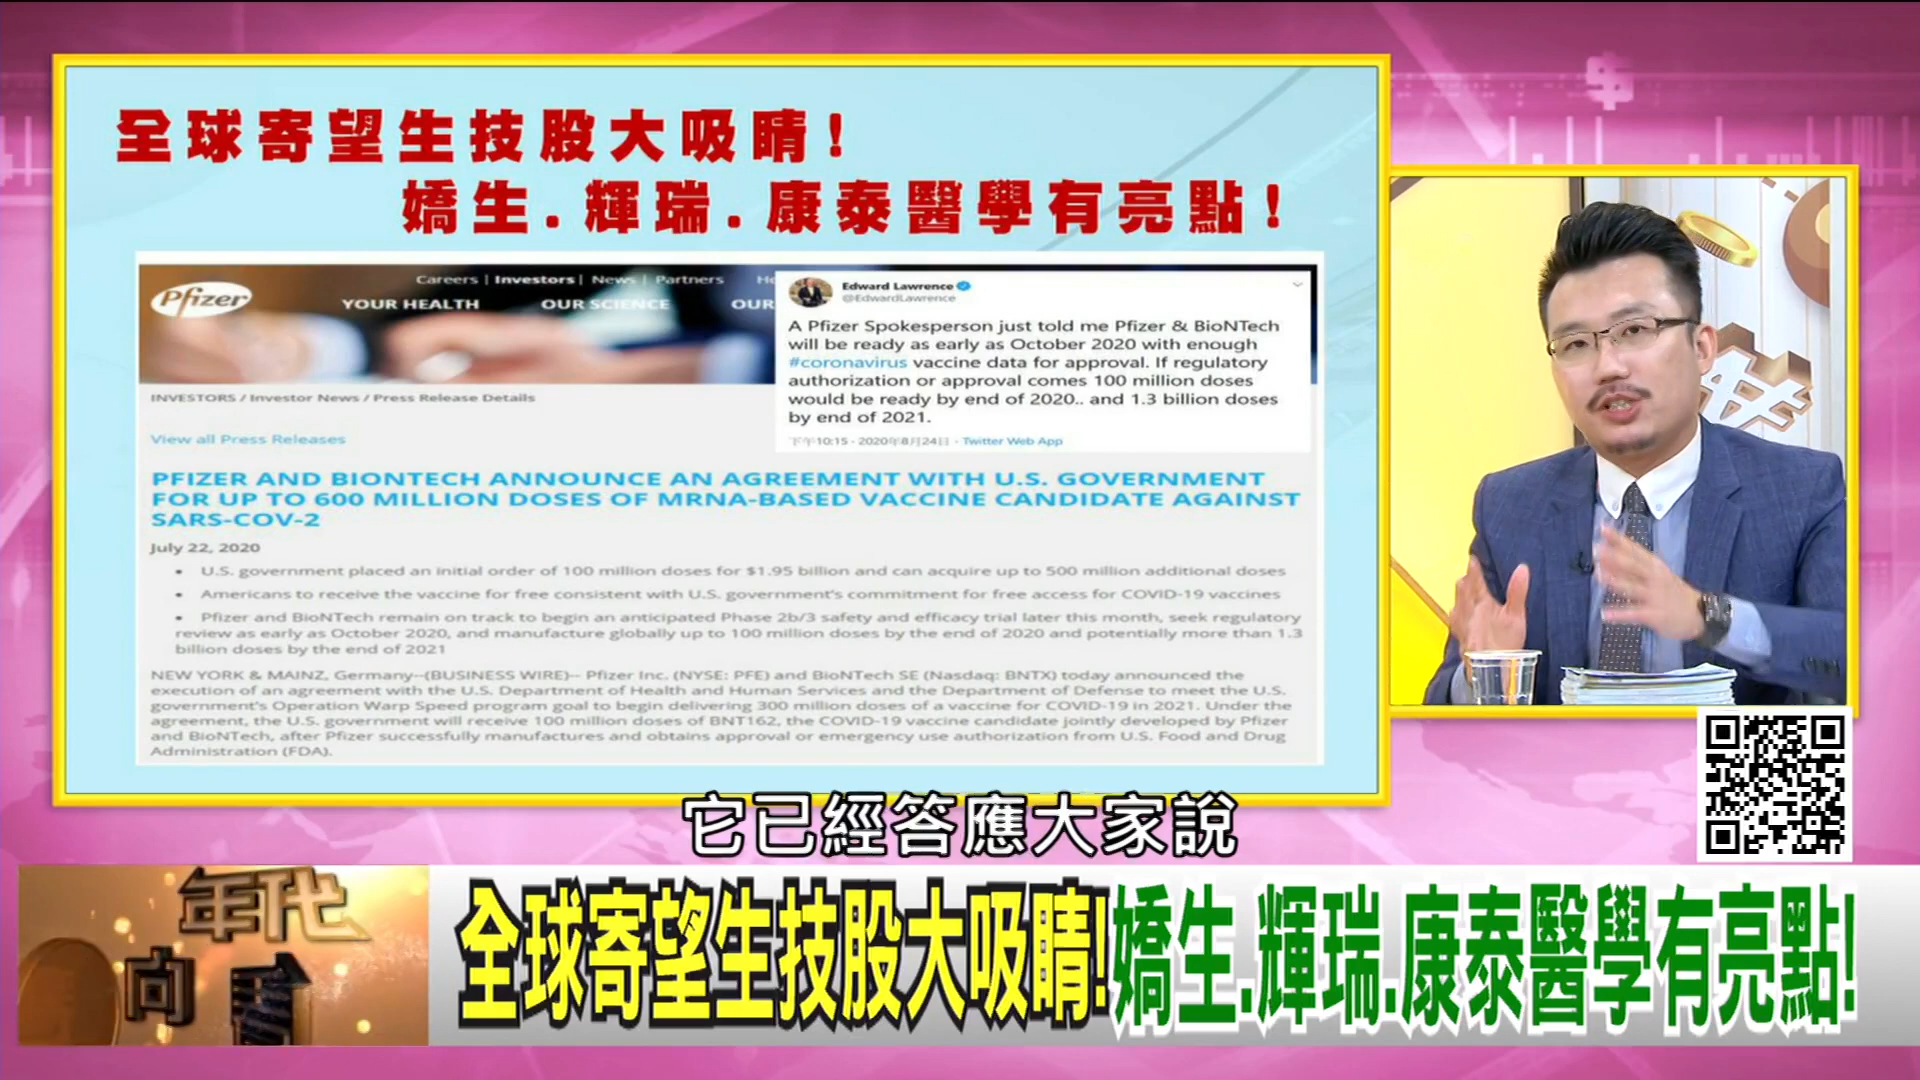 全球寄望生技股大吸睛!
嬌生.輝瑞.康泰醫學有亮點!
Pfizer
Careers | Investors | News | Partners
YOUR HEALTH OUR SCIENCE OUR
Edward Lawrence
@EdwardLawrence
A Pfizer Spokesperson just told me Pfizer & BioNTech
will be ready as early as October 2020 with enough
#coronavirus vaccine data for approval. If regulatory
authorization or approval comes 100 million doses
would be ready by end of 2020.. and 1.3 billion doses
by end of 2021.
下午10:15 · 2020年8月24日 · Twitter Web App
INVESTORS / Investor News / Press Release Details
View all Press Releases
PFIZER AND BIONTECH ANNOUNCE AN AGREEMENT WITH U.S. GOVERNMENT
FOR UP TO 600 MILLION DOSES OF MRNA-BASED VACCINE CANDIDATE AGAINST
SARS-COV-2
July 22, 2020
• U.S. government placed an initial order of 100 million doses for $1.95 billion and can acquire up to 500 million additional doses
• Americans to receive the vaccine for free consistent with U.S. government's commitment for free access for COVID-19 vaccines
• Pfizer and BioNTech remain on track to begin an anticipated Phase 2b/3 safety and efficacy trial later this month, seek regulatory
review as early as October 2020, and manufacture globally up to 100 million doses by the end of 2020 and potentially more than 1.3
billion doses by the end of 2021
NEW YORK & MAINZ, Germany--(BUSINESS WIRE)-- Pfizer Inc. (NYSE: PFE) and BioNTech SE (Nasdaq: BNTX) today announced the
execution of an agreement with the U.S. Department of Health and Human Services and the Department of Defense to meet the U.S.
government's Operation Warp Speed program goal to begin delivering 300 million doses of a vaccine for COVID-19 in 2021. Under the
agreement, the U.S. government will receive 100 million doses of BNT162, the COVID-19 vaccine candidate jointly developed by Pfizer
and BioNTech, after Pfizer successfully manufactures and obtains approval or emergency use authorization from U.S. Food and Drug
Administration (FDA).
它已經答應大家說
年代
向錢
全球寄望生技股大吸睛!嬌生.輝瑞.康泰醫學有亮點!